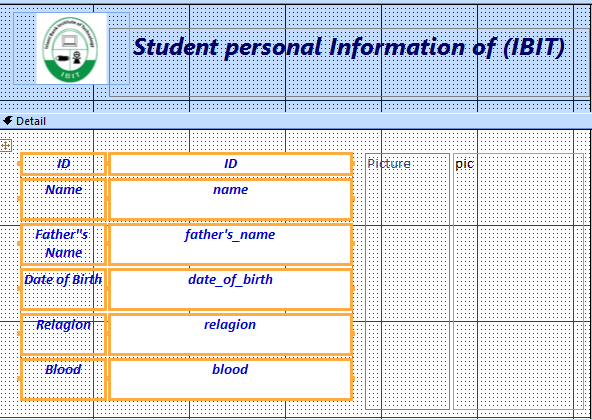 IBIT
Student personal Information of (IBIT)
Detail
ID ID Picture pic
Name name
Father"s
Name father's_name
Date of Birth date_of_birth
Relagion relagion
Blood blood